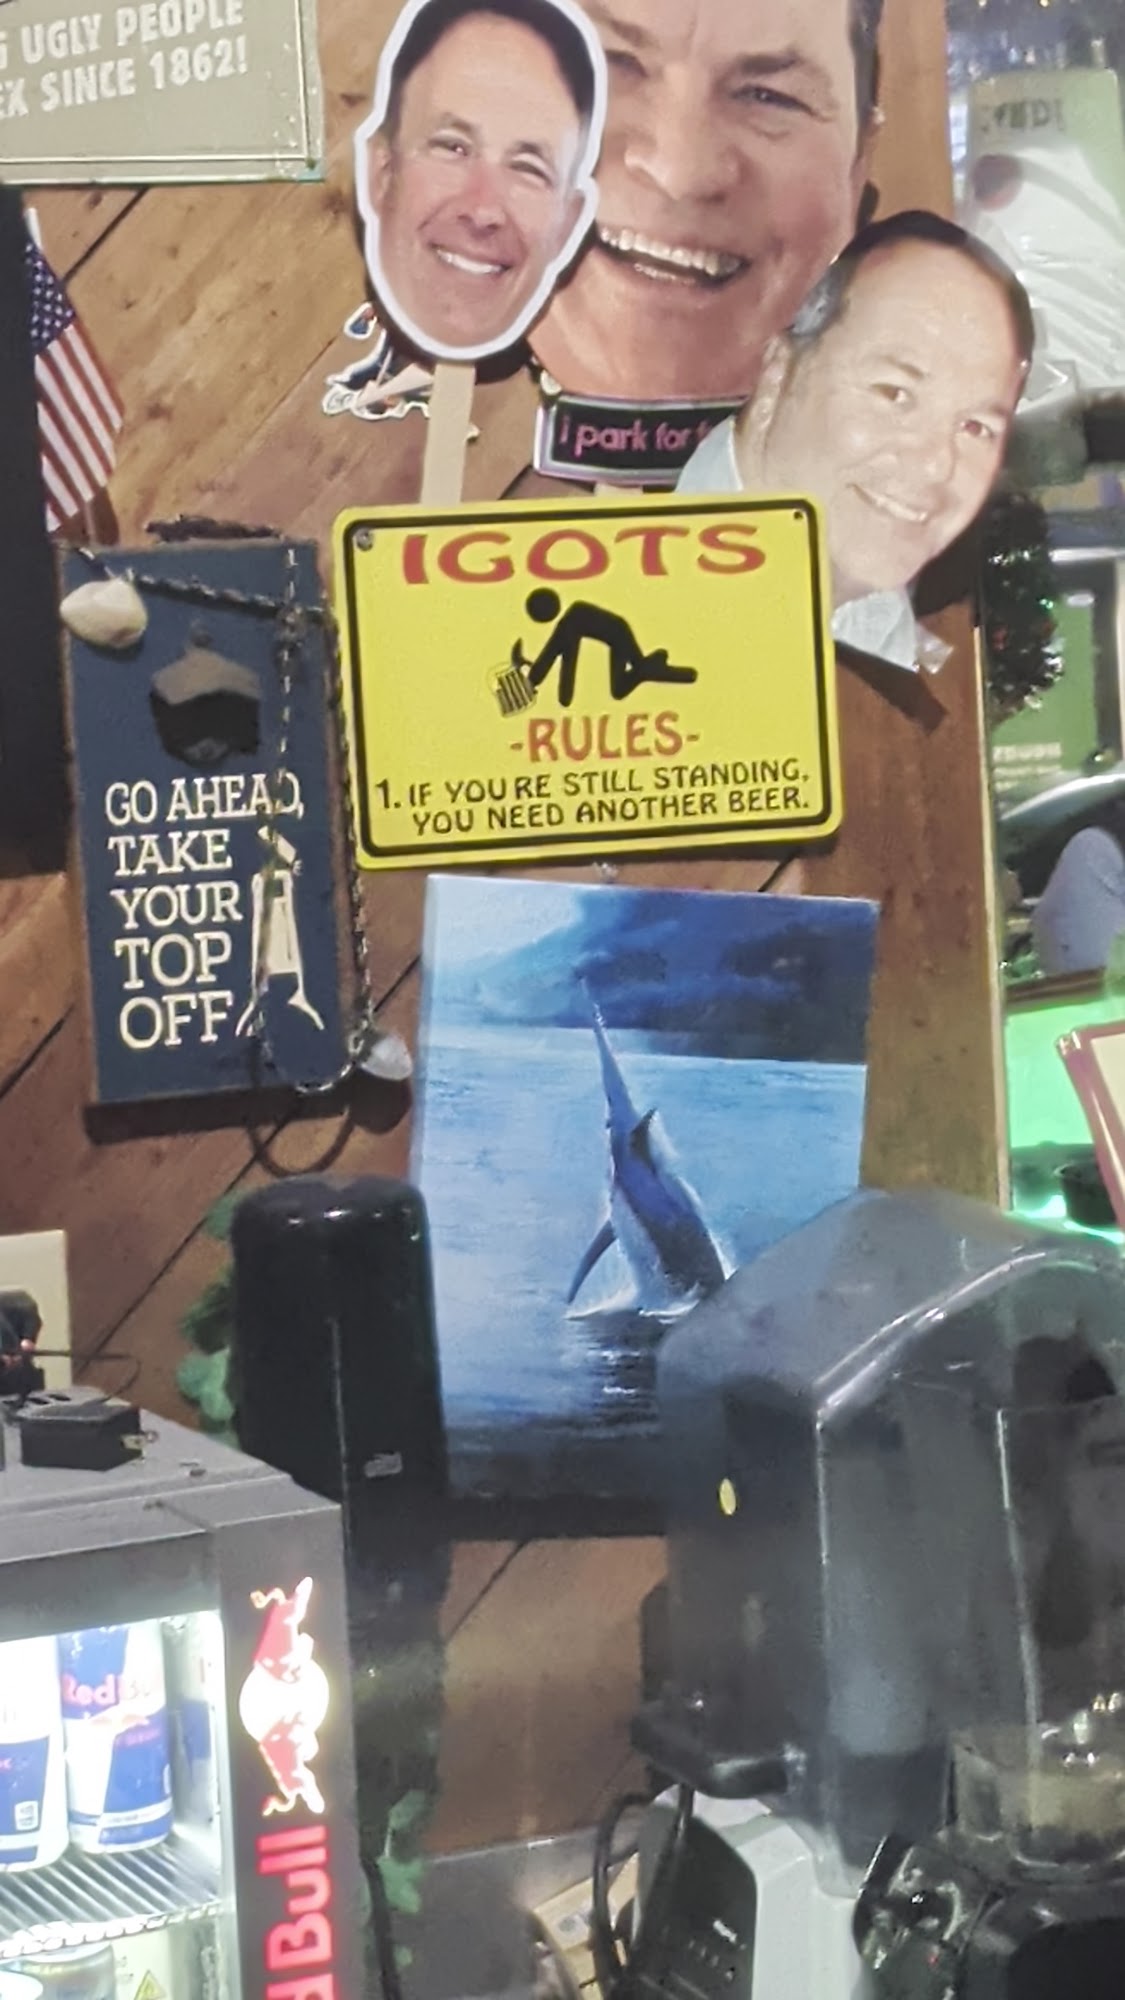 UGLY PEOPLE
SINCE 1862!
i park for
IGOTS
-RULES-
1. IF YOU'RE STILL STANDING,
YOU NEED ANOTHER BEER.
GO AHEAD,
TAKE
YOUR
TOP
OFF
RedBu
d Bull